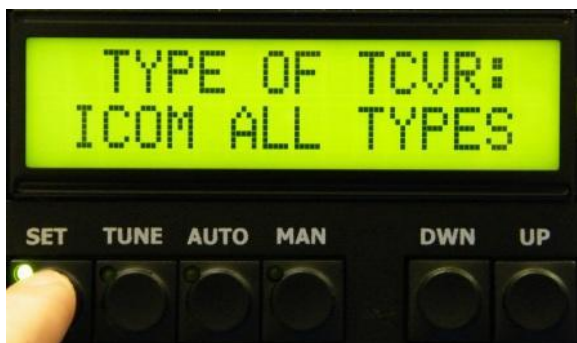 TYPE OF TCVR:
ICOM ALL TYPES
SET TUNE AUTO MAN DWN UP